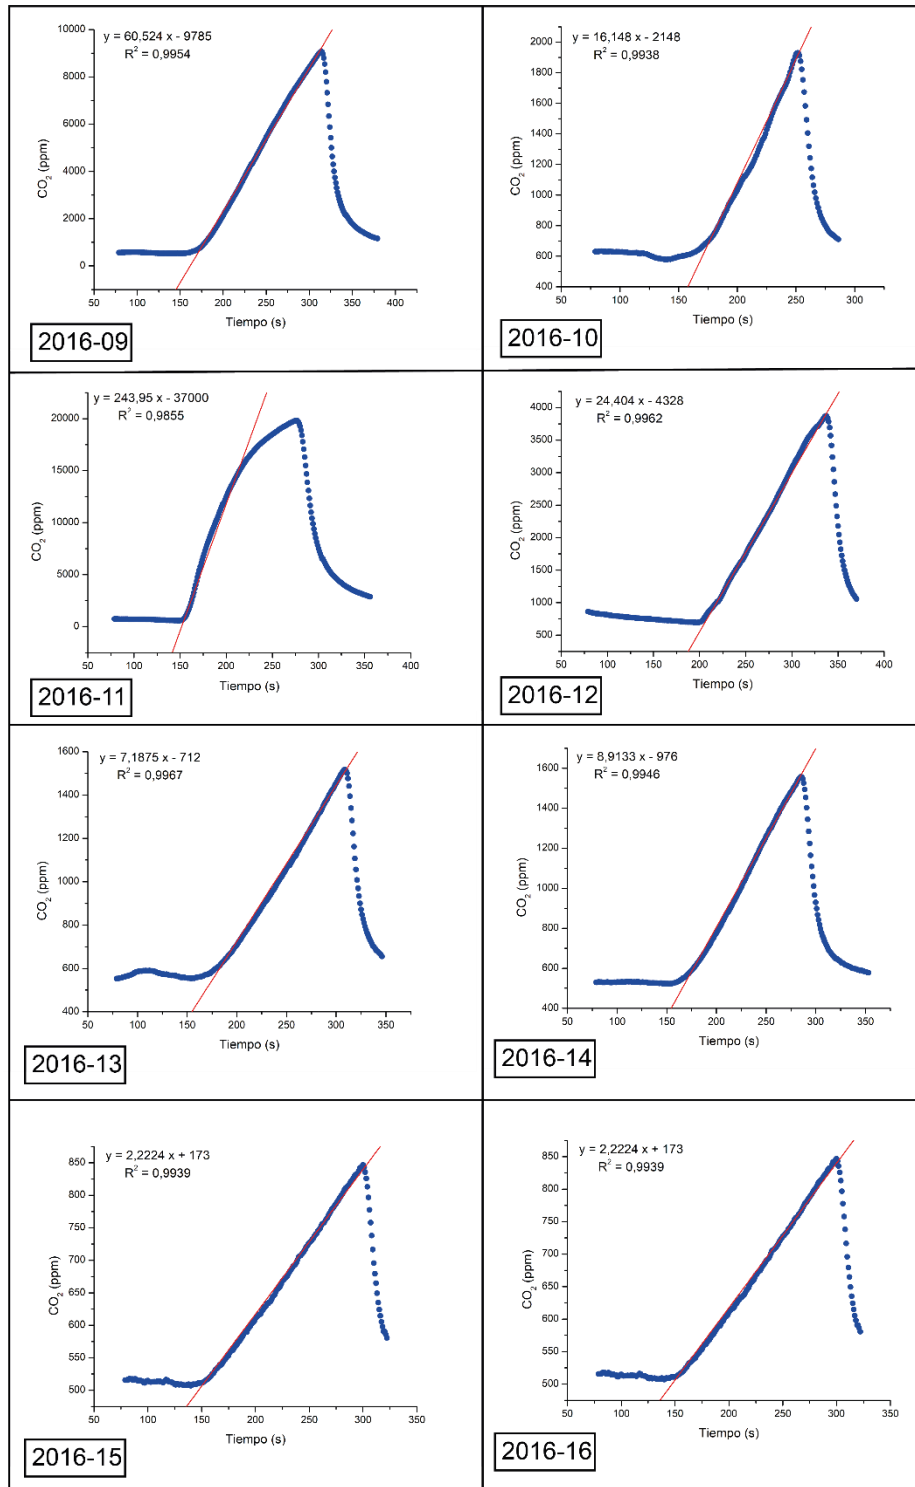 y = 60,524 x - 9785
R² = 0,9954
10000
8000
6000
4000
2000
0
CO₂ (ppm)
50 100 150 200 250 300 350 400
Tiempo (s)
2016-09
y = 16,148 x - 2148
R² = 0,9938
2000
1800
1600
1400
1200
1000
800
600
400
CO₂ (ppm)
50 100 150 200 250 300
Tiempo (s)
2016-10
y = 243,95 x - 37000
R² = 0,9855
20000
15000
10000
5000
0
CO₂ (ppm)
50 100 150 200 250 300 350 400
Tiempo (s)
2016-11
y = 24,404 x - 4328
R² = 0,9962
4000
3750
3500
3250
3000
2750
2500
2250
2000
1750
1500
1250
1000
750
500
250
CO₂ (ppm)
50 100 150 200 250 300 350 400
Tiempo (s)
2016-12
y = 7,1875 x - 712
R² = 0,9967
1600
1400
1200
1000
800
600
400
CO₂ (ppm)
50 100 150 200 250 300 350
Tiempo (s)
2016-13
y = 8,9133 x - 976
R² = 0,9946
1600
1400
1200
1000
800
600
400
CO₂ (ppm)
50 100 150 200 250 300 350
Tiempo (s)
2016-14
y = 2,2224 x + 173
R² = 0,9939
850
800
750
700
650
600
550
500
CO₂ (ppm)
50 100 150 200 250 300 350
Tiempo (s)
2016-15
y = 2,2224 x + 173
R² = 0,9939
850
800
750
700
650
600
550
500
CO₂ (ppm)
50 100 150 200 250 300 350
Tiempo (s)
2016-16